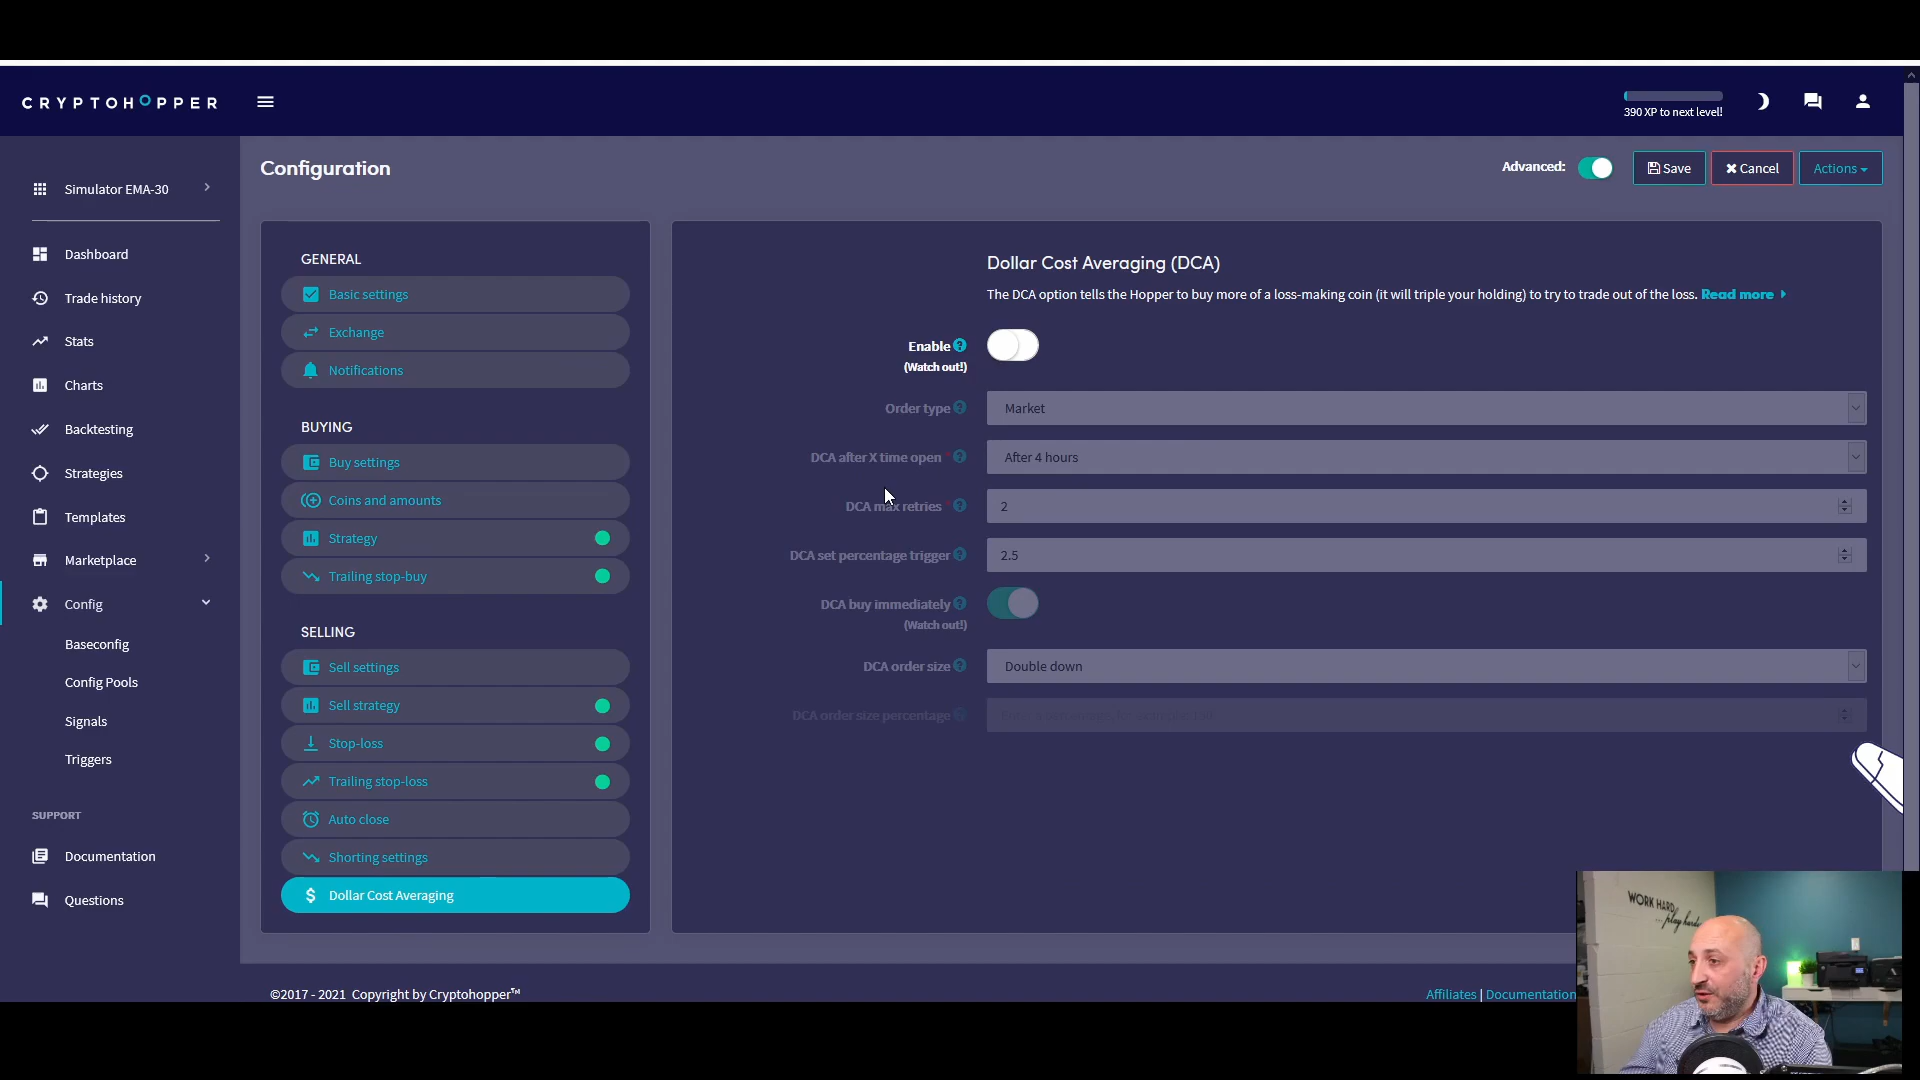 CRYPTOHOPPER
390 XP to next level!
Simulator EMA-30
Dashboard
Trade history
Stats
Charts
Backtesting
Strategies
Templates
Marketplace
Config
Baseconfig
Config Pools
Signals
Triggers
SUPPORT
Documentation
Questions
Configuration
Advanced:
Save
Cancel
Actions
GENERAL
Basic settings
Exchange
Notifications
BUYING
Buy settings
Coins and amounts
Strategy
Trailing stop-buy
SELLING
Sell settings
Sell strategy
Stop-loss
Trailing stop-loss
Auto close
Shorting settings
Dollar Cost Averaging
Dollar Cost Averaging (DCA)
The DCA option tells the Hopper to buy more of a loss-making coin (it will triple your holding) to try to trade out of the loss. Read more
Enable
(Watch out!)
Order type
Market
DCA after X time open *
After 4 hours
DCA max retries *
2
DCA set percentage trigger
2.5
DCA buy immediately
(Watch out!)
DCA order size
Double down
DCA order size percentage
©2017 - 2021 Copyright by Cryptohopper™
Affiliates | Documentation
WORK HARD
...play hard